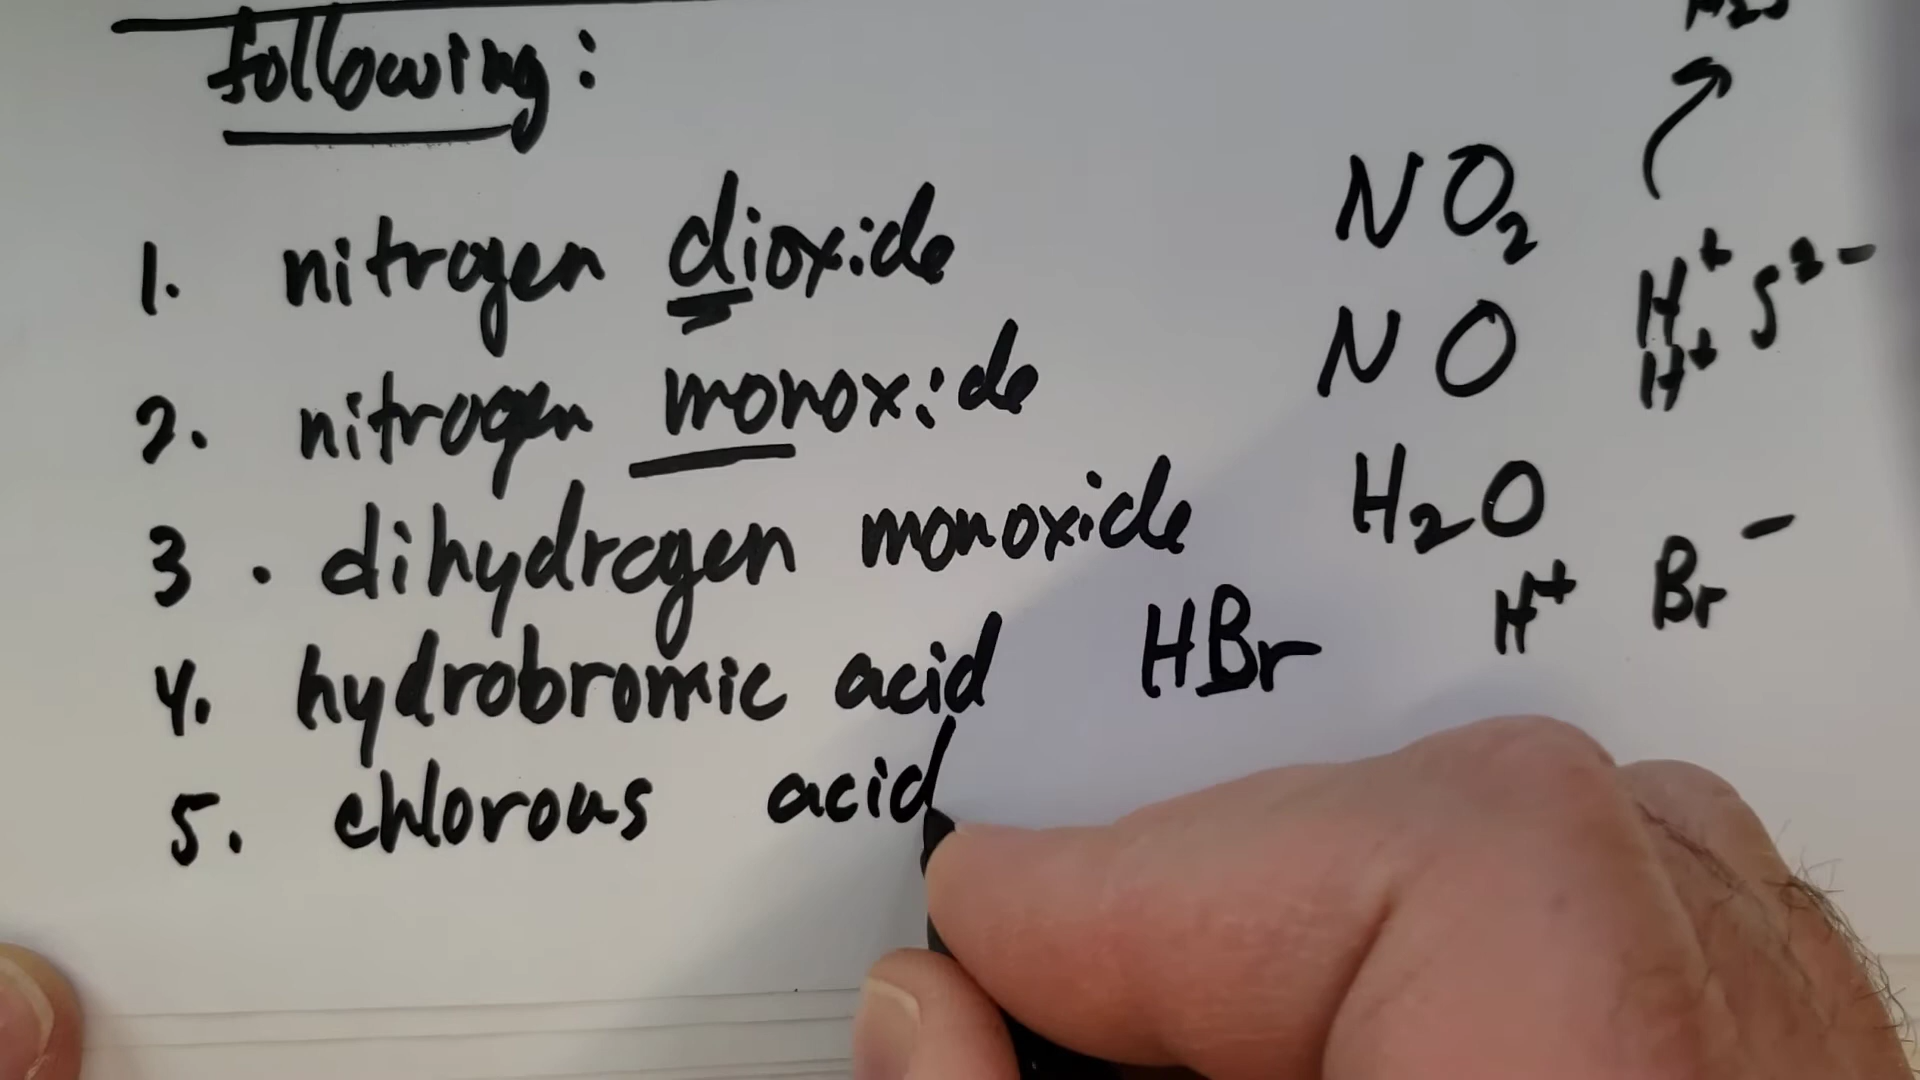 following:
1. nitrogen dioxide NO₂
H⁺ S²⁻
H⁺
2. nitrogen monoxide NO
3. dihydrogen monoxide H₂O
4. hydrobromic acid HBr H⁺ Br⁻
5. chlorous acid